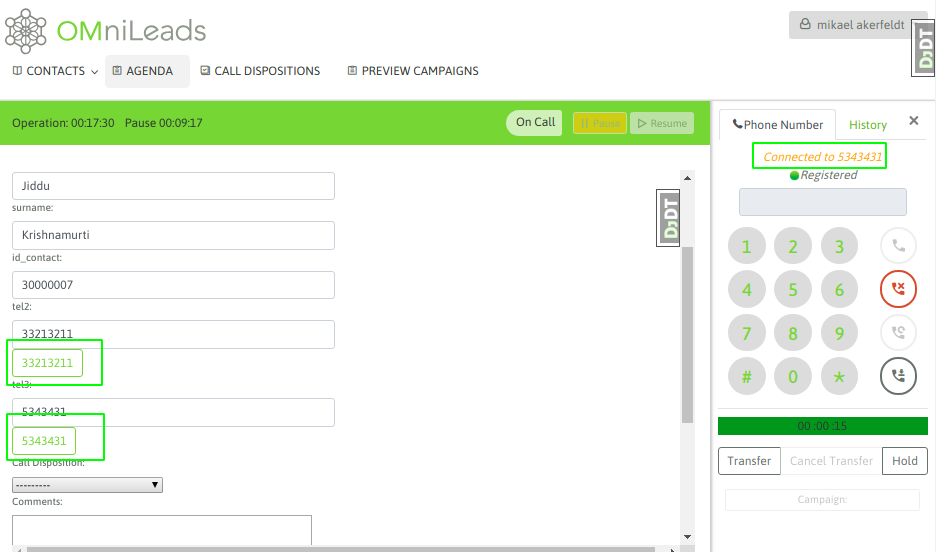 OMniLeads
mikael akerfeldt
DJDT
CONTACTS
AGENDA
CALL DISPOSITIONS
PREVIEW CAMPAIGNS
Operation: 00:17:30 Pause 00:09:17
On Call
Pause
Resume
Jiddu
surname:
Krishnamurti
id_contact:
30000007
tel2:
33213211
33213211
tel3:
5343431
5343431
Call Disposition:
---------
Comments:
DJDT
Phone Number
History
×
Connected to 5343431
Registered
1 2 3
4 5 6
7 8 9
# 0 *
00 :00 :15
Transfer
Cancel Transfer
Hold
Campaign: